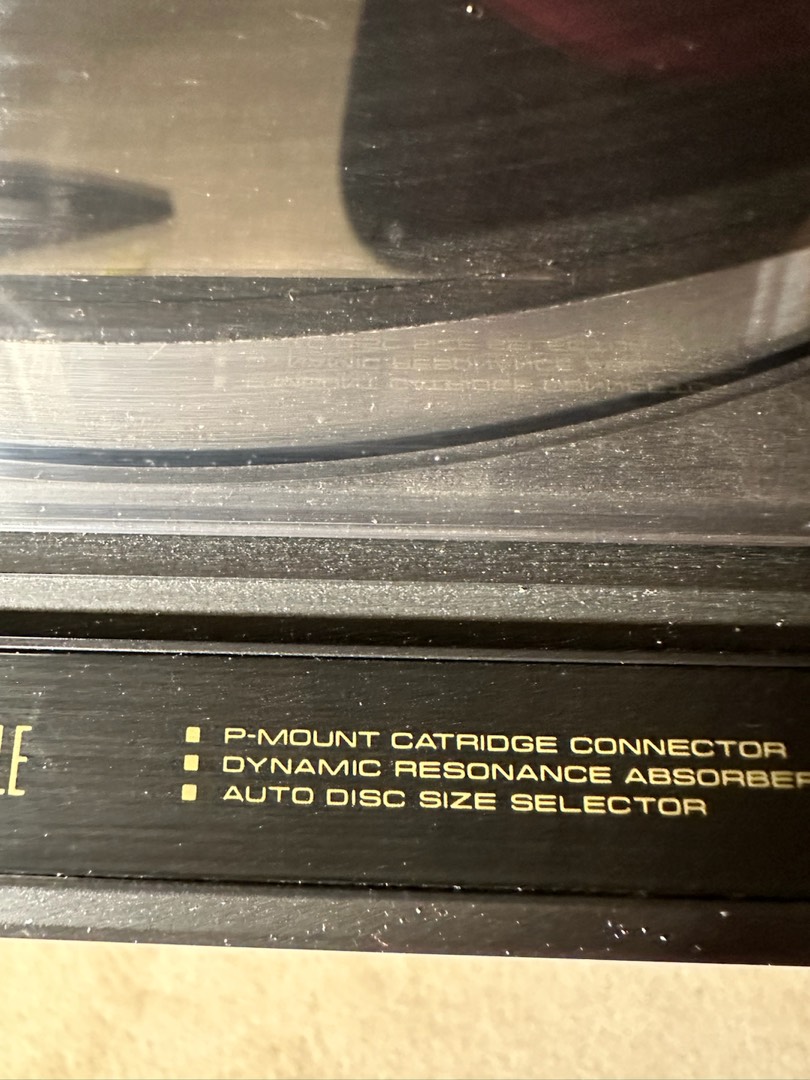 P-MOUNT CATRIDGE CONNECTOR
DYNAMIC RESONANCE ABSORBER
AUTO DISC SIZE SELECTOR